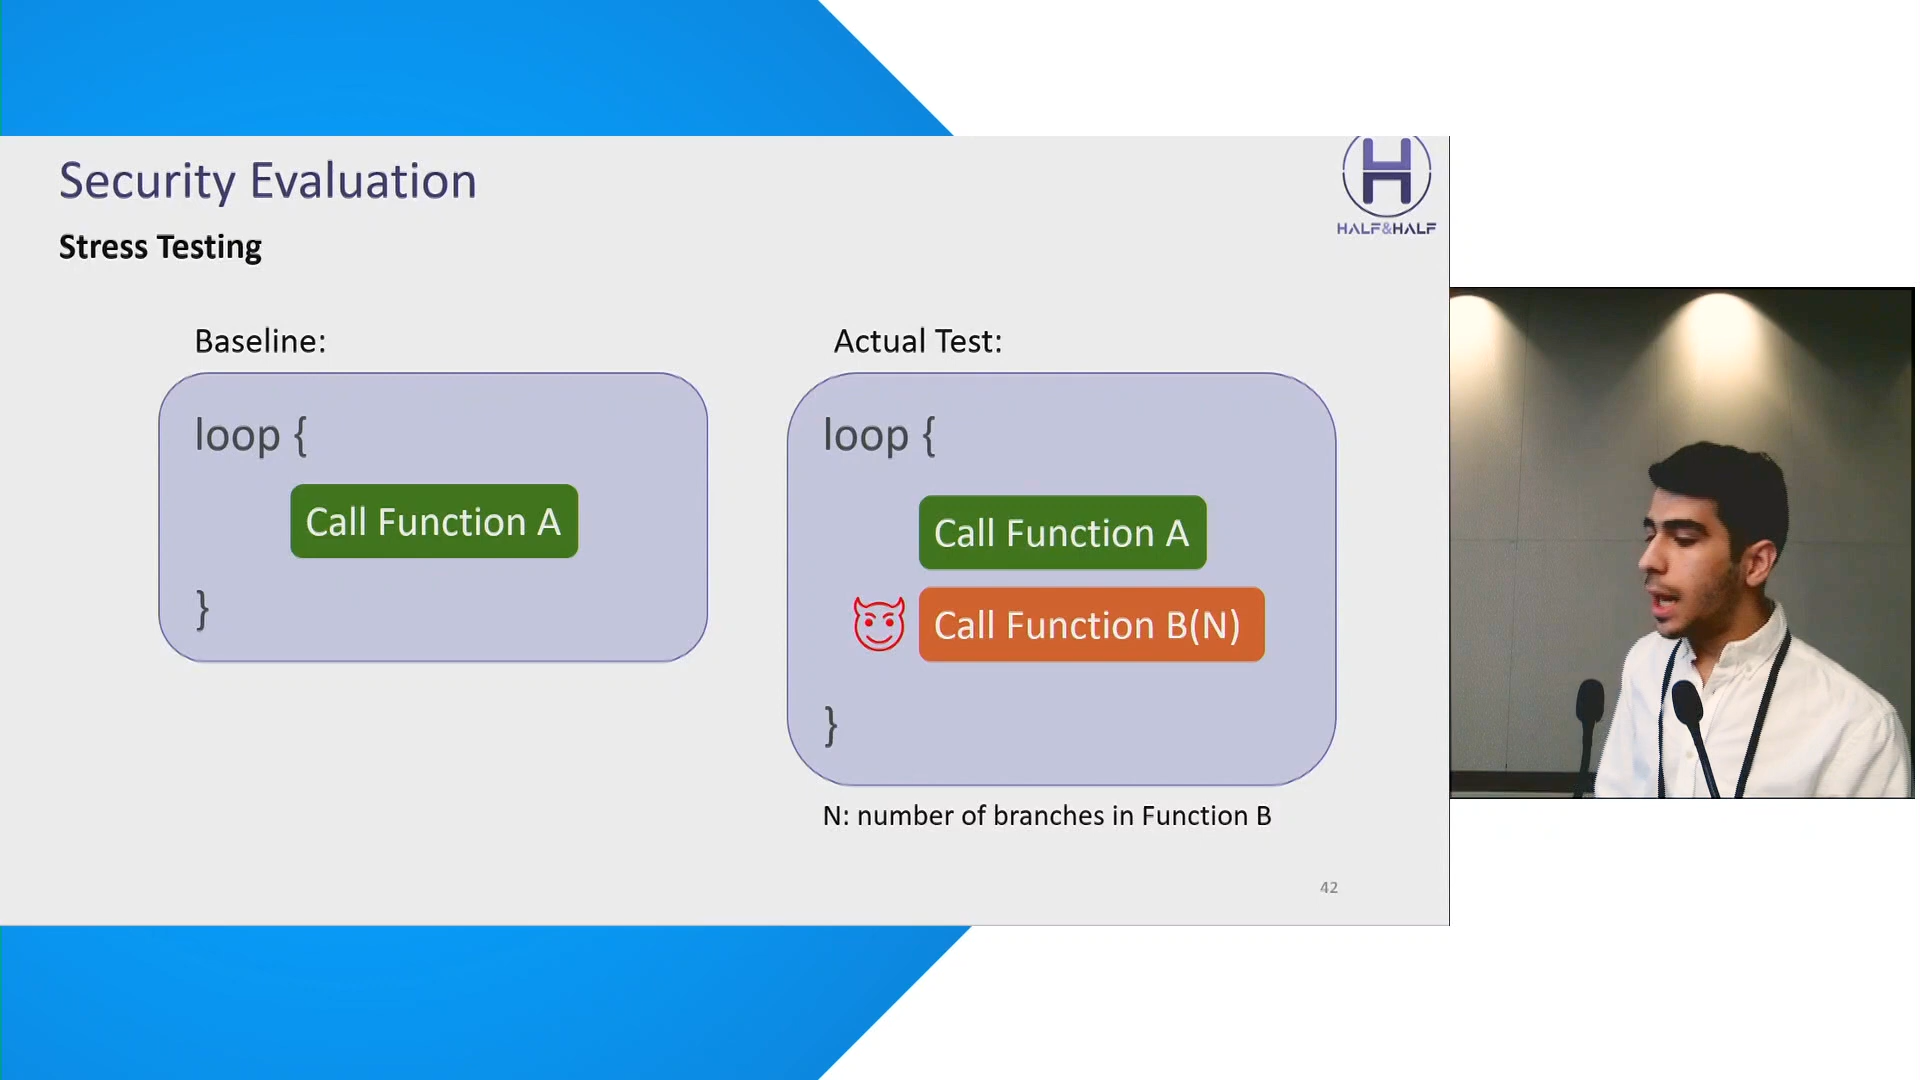 Security Evaluation
HALF&HALF
Stress Testing
Baseline:
loop {
Call Function A
}
Actual Test:
loop {
Call Function A
Call Function B(N)
}
N: number of branches in Function B
42